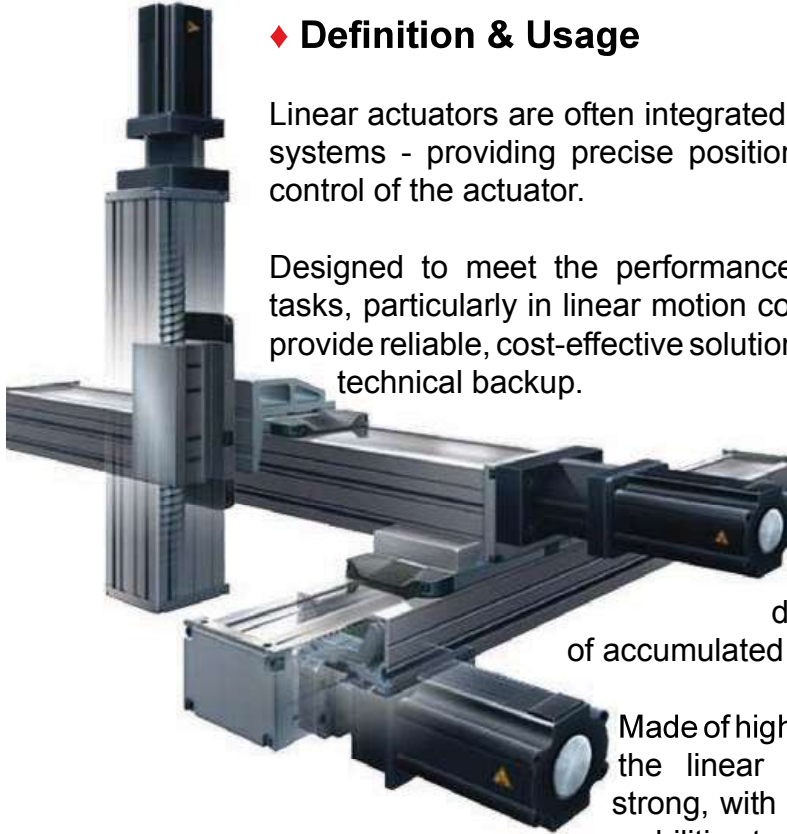 ♦ Definition & Usage
Linear actuators are often integrated
systems - providing precise position
control of the actuator.
Designed to meet the performance
tasks, particularly in linear motion co
provide reliable, cost-effective solution
technical backup.
d
of accumulated
Made of high
the linear
strong, with